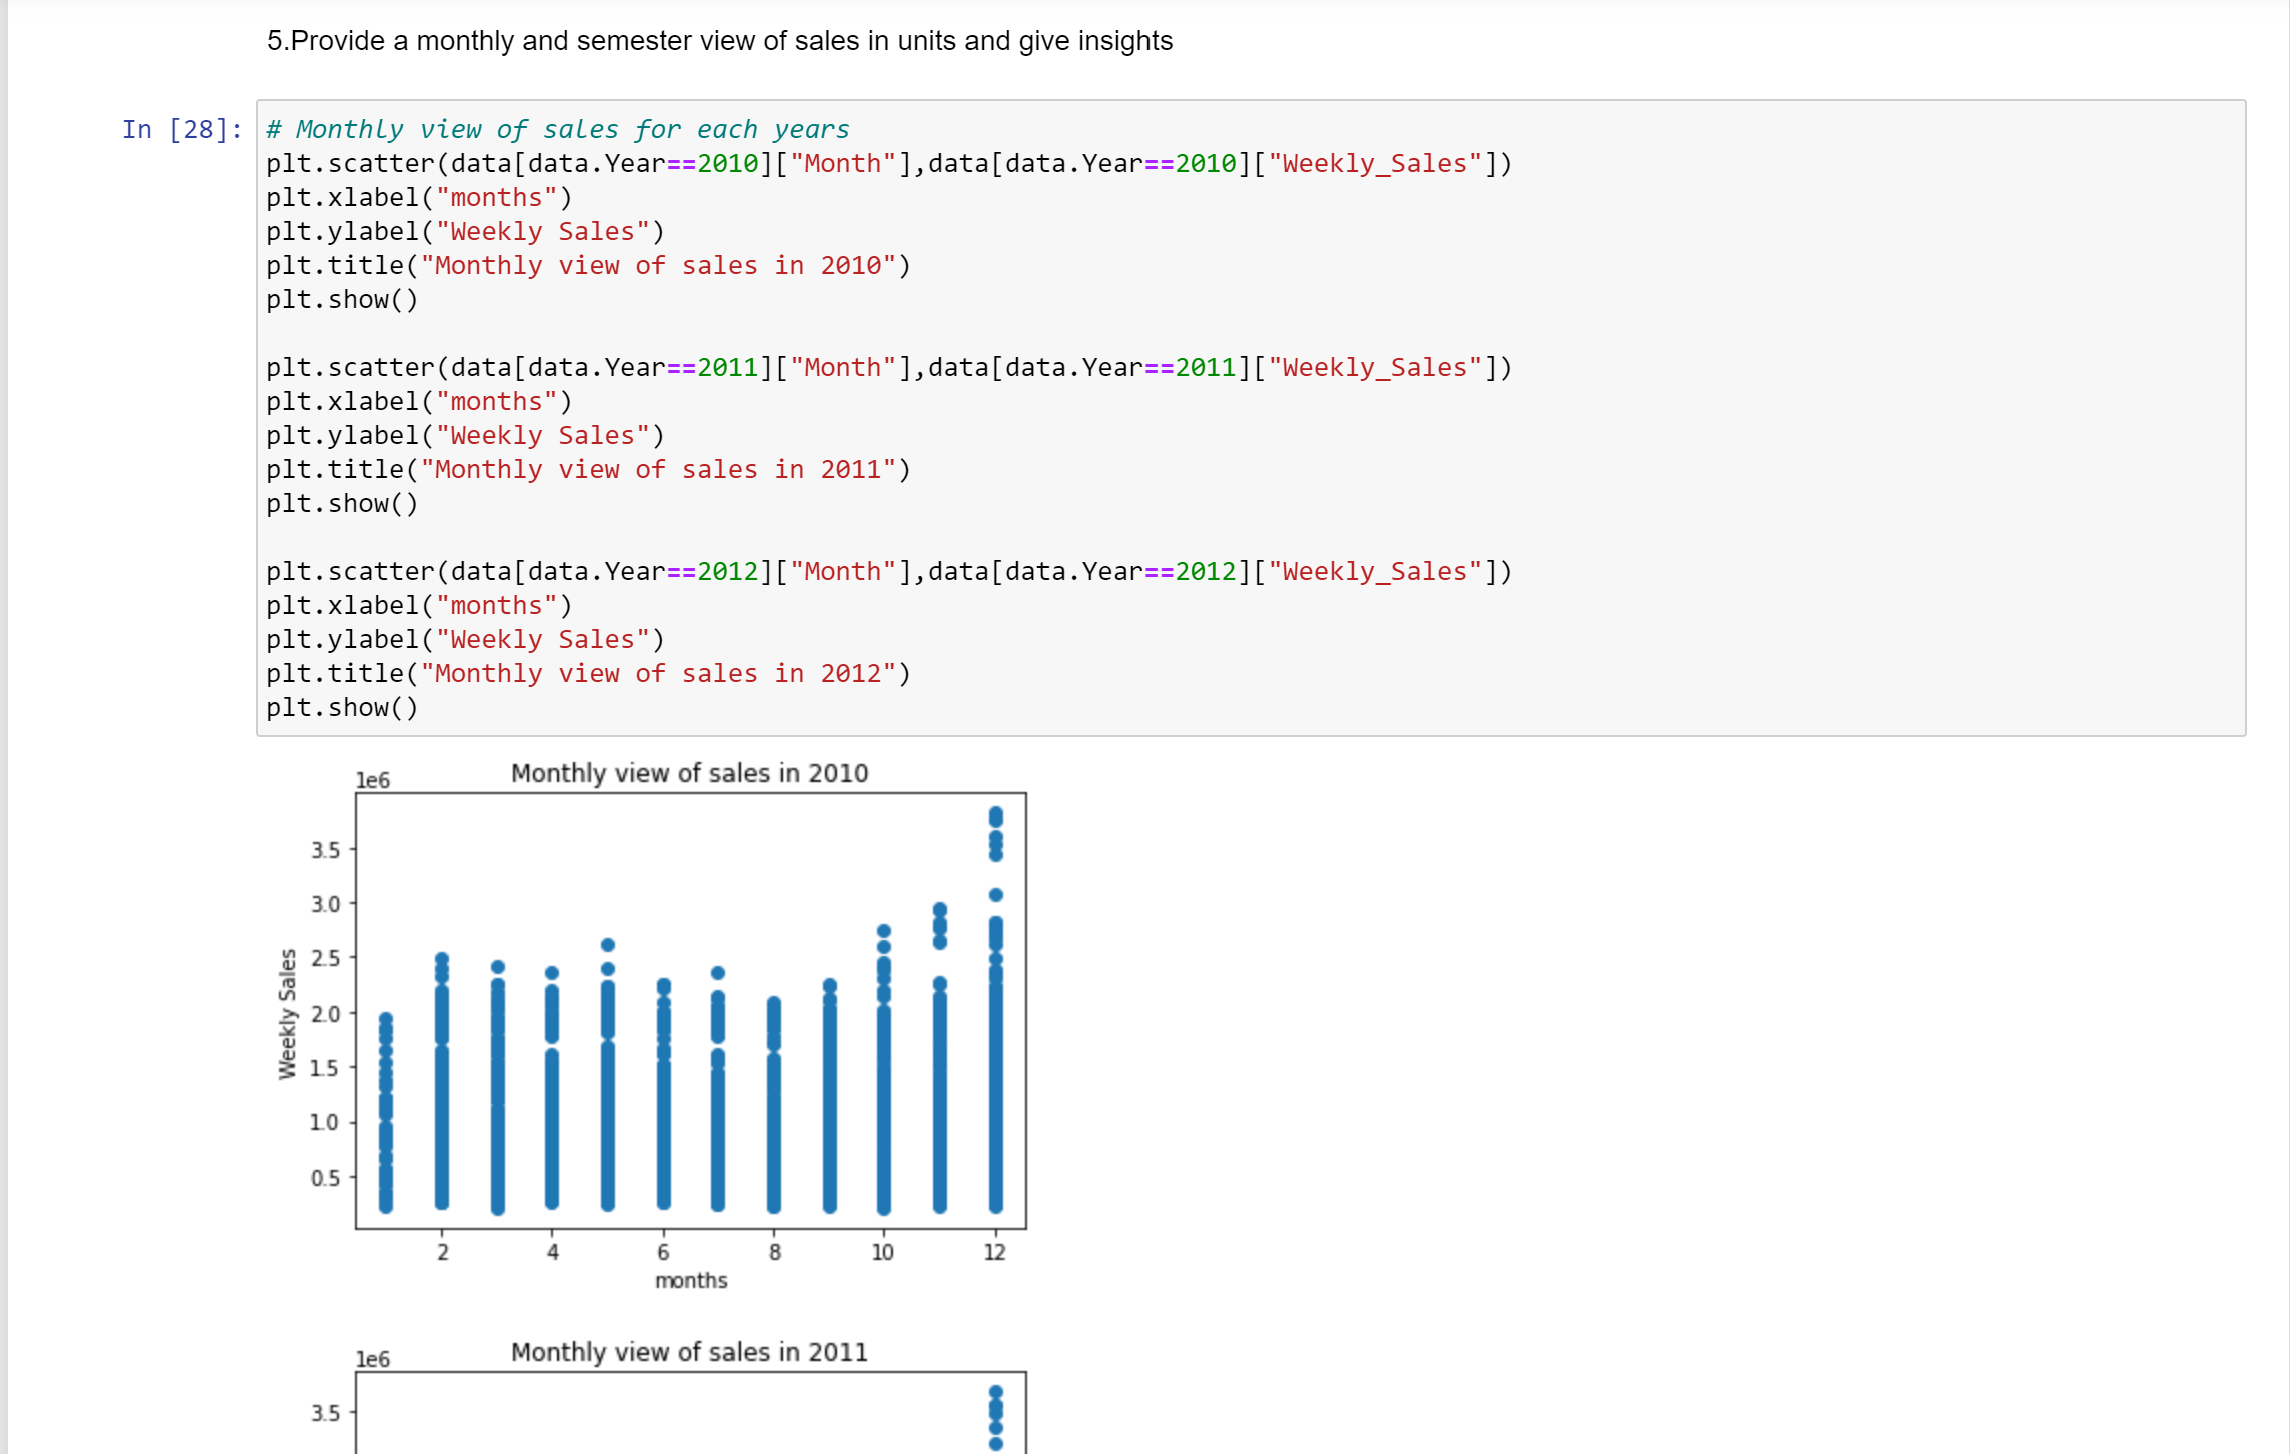 5.Provide a monthly and semester view of sales in units and give insights
In [28]:
# Monthly view of sales for each years
plt.scatter(data[data.Year==2010]["Month"],data[data.Year==2010]["Weekly_Sales"])
plt.xlabel("months")
plt.ylabel("Weekly Sales")
plt.title("Monthly view of sales in 2010")
plt.show()
plt.scatter(data[data.Year==2011]["Month"],data[data.Year==2011]["Weekly_Sales"])
plt.xlabel("months")
plt.ylabel("Weekly Sales")
plt.title("Monthly view of sales in 2011")
plt.show()
plt.scatter(data[data.Year==2012]["Month"],data[data.Year==2012]["Weekly_Sales"])
plt.xlabel("months")
plt.ylabel("Weekly Sales")
plt.title("Monthly view of sales in 2012")
plt.show()
Monthly view of sales in 2010
1e6
3.5
3.0
2.5
2.0
1.5
1.0
0.5
Weekly Sales
2 4 6 8 10 12
months
Monthly view of sales in 2011
1e6
3.5